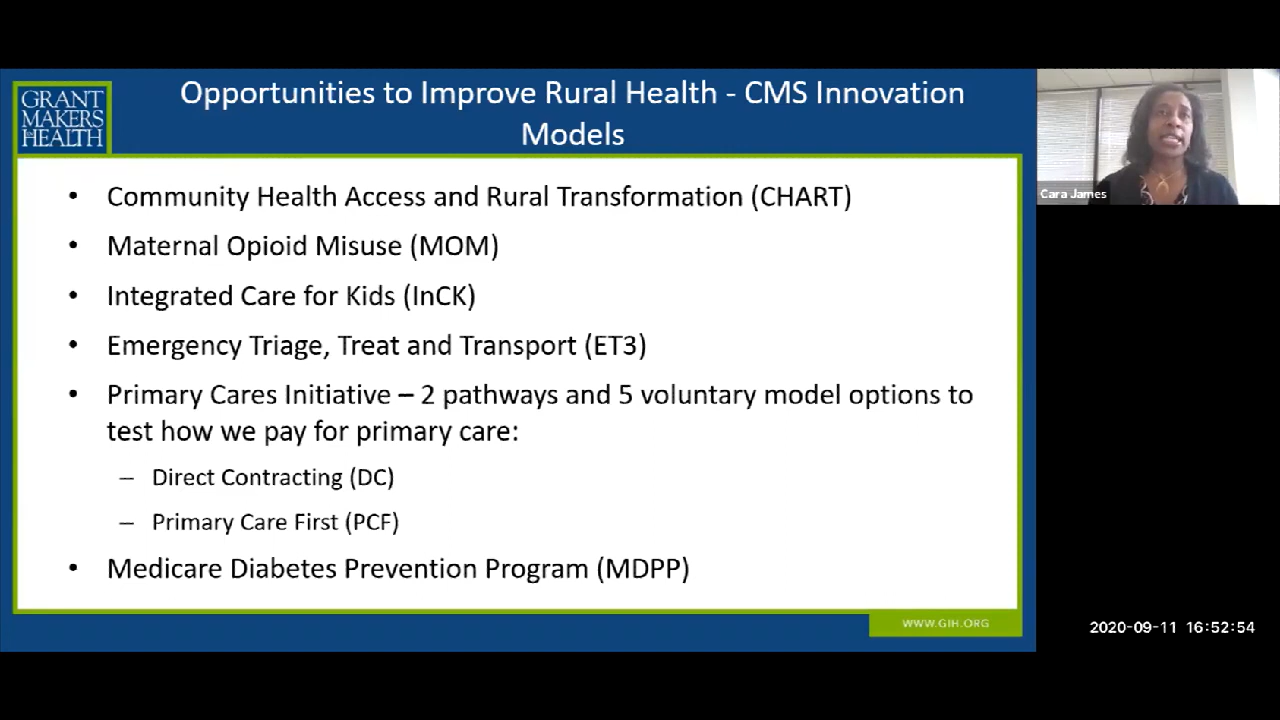 GRANT
MAKERS
IN HEALTH
Opportunities to Improve Rural Health - CMS Innovation
Models
• Community Health Access and Rural Transformation (CHART)
• Maternal Opioid Misuse (MOM)
• Integrated Care for Kids (InCK)
• Emergency Triage, Treat and Transport (ET3)
• Primary Cares Initiative – 2 pathways and 5 voluntary model options to
test how we pay for primary care:
– Direct Contracting (DC)
– Primary Care First (PCF)
• Medicare Diabetes Prevention Program (MDPP)
WWW.GIH.ORG
Cara James
2020-09-11 16:52:54